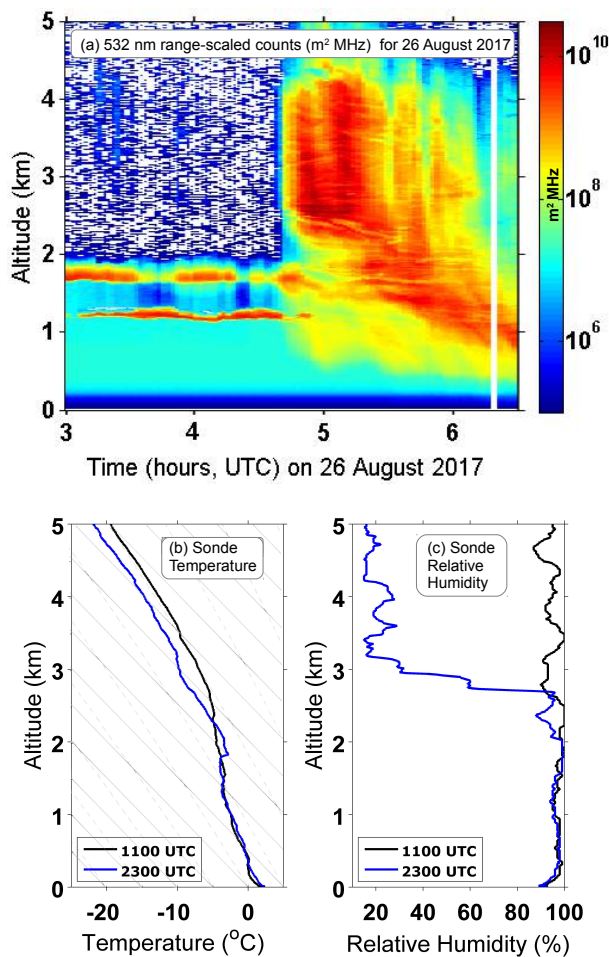 (a) 532 nm range-scaled counts (m² MHz) for 26 August 2017
5
4
3
2
1
0
Altitude (km)
3 4 5 6
Time (hours, UTC) on 26 August 2017
10¹⁰
10⁸
10⁶
m² MHz
(b) Sonde
Temperature
5
4
3
2
1
0
Altitude (km)
1100 UTC
2300 UTC
-20 -10 0
Temperature (°C)
(c) Sonde
Relative
Humidity
5
4
3
2
1
0
Altitude (km)
1100 UTC
2300 UTC
20 40 60 80 100
Relative Humidity (%)